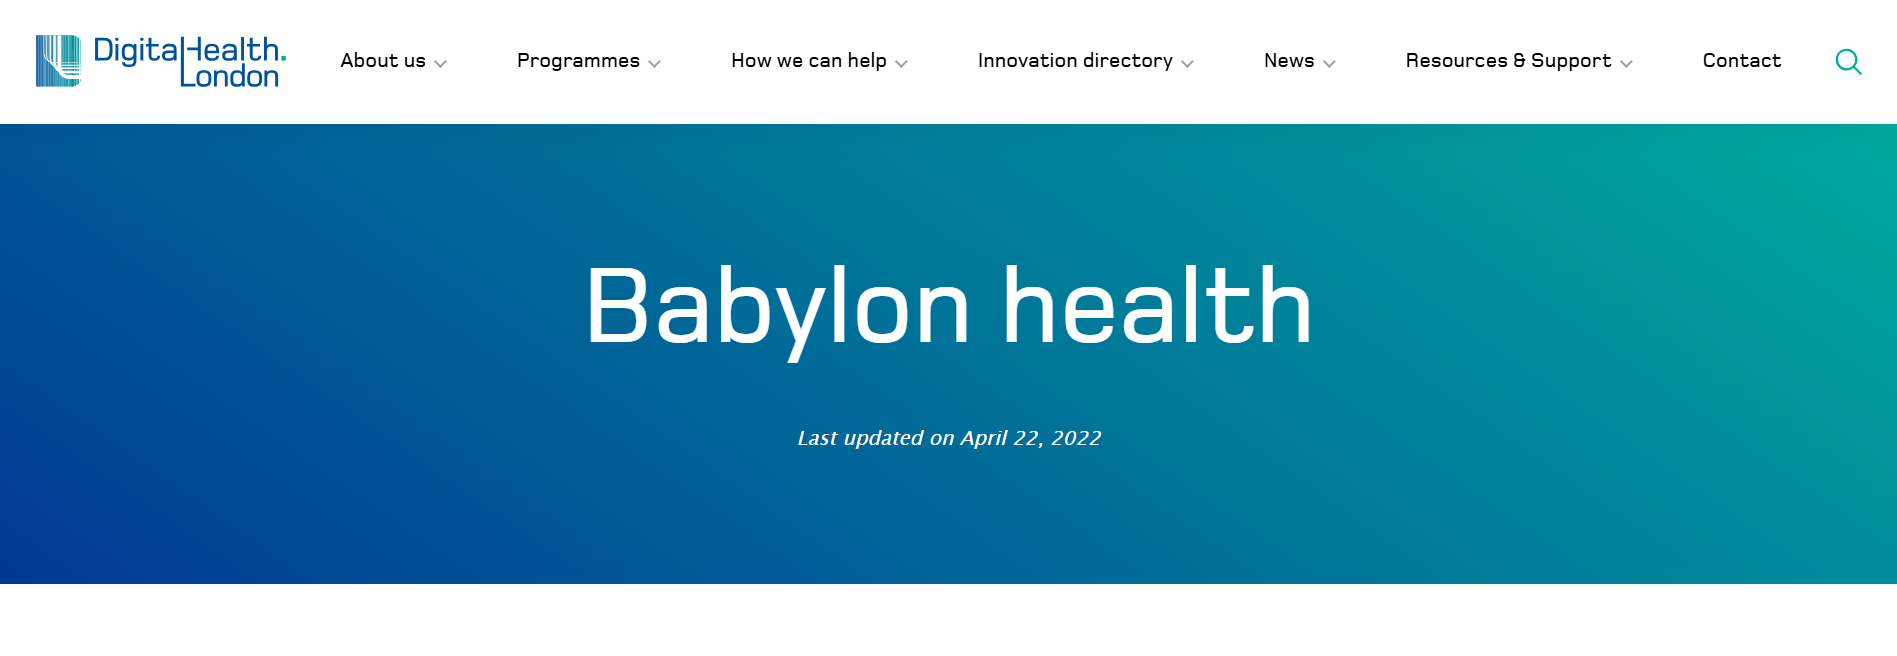 DigitalHealth.
London
About us
Programmes
How we can help
Innovation directory
News
Resources & Support
Contact
Babylon health
Last updated on April 22, 2022